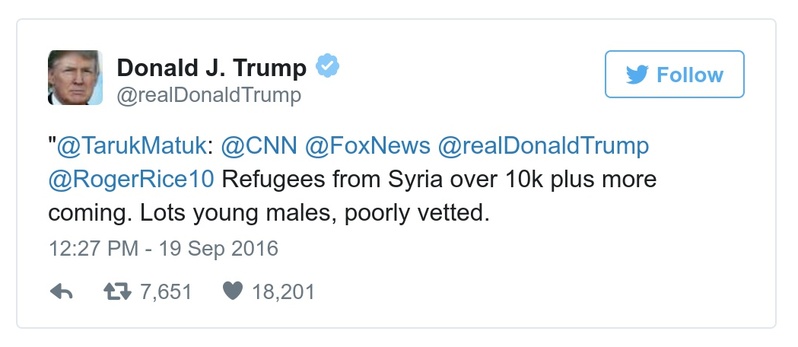 Donald J. Trump
@realDonaldTrump
Follow
"@TarukMatuk: @CNN @FoxNews @realDonaldTrump
@RogerRice10 Refugees from Syria over 10k plus more
coming. Lots young males, poorly vetted.
12:27 PM - 19 Sep 2016
7,651 18,201